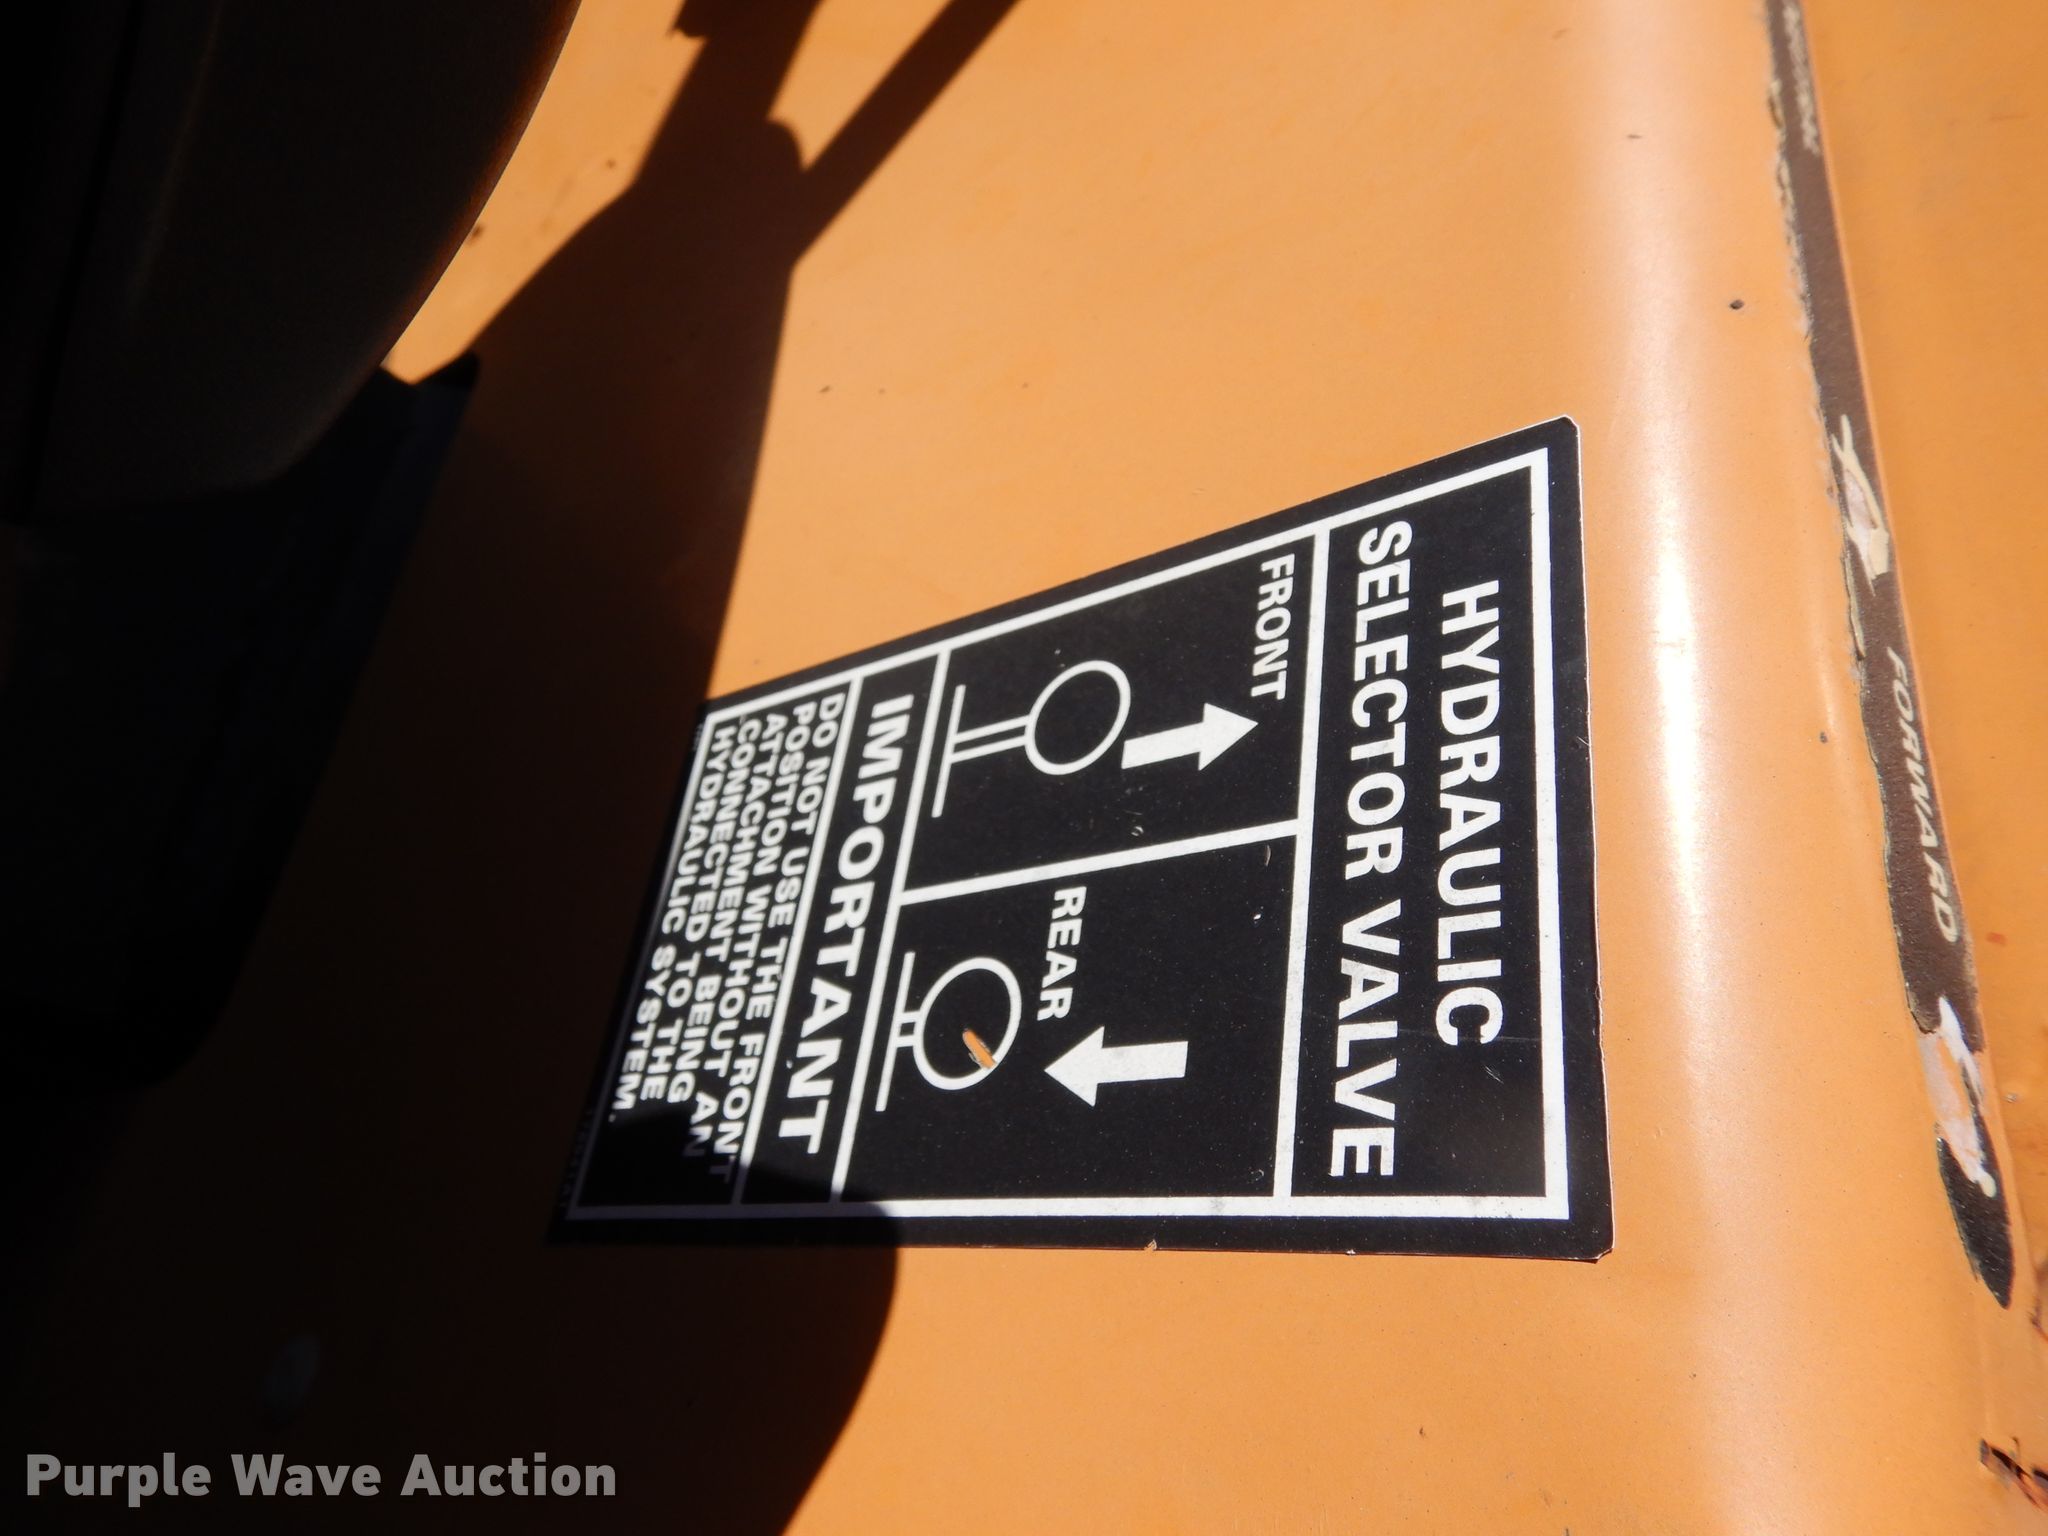 HYDRAULIC
SELECTOR VALVE
FRONT
REAR
IMPORTANT
DO NOT USE THE FRONT
POSITION WITHOUT AN
ATTACHMENT BEING
CONNECTED TO THE
HYDRAULIC SYSTEM.
FORWARD
Purple Wave Auction